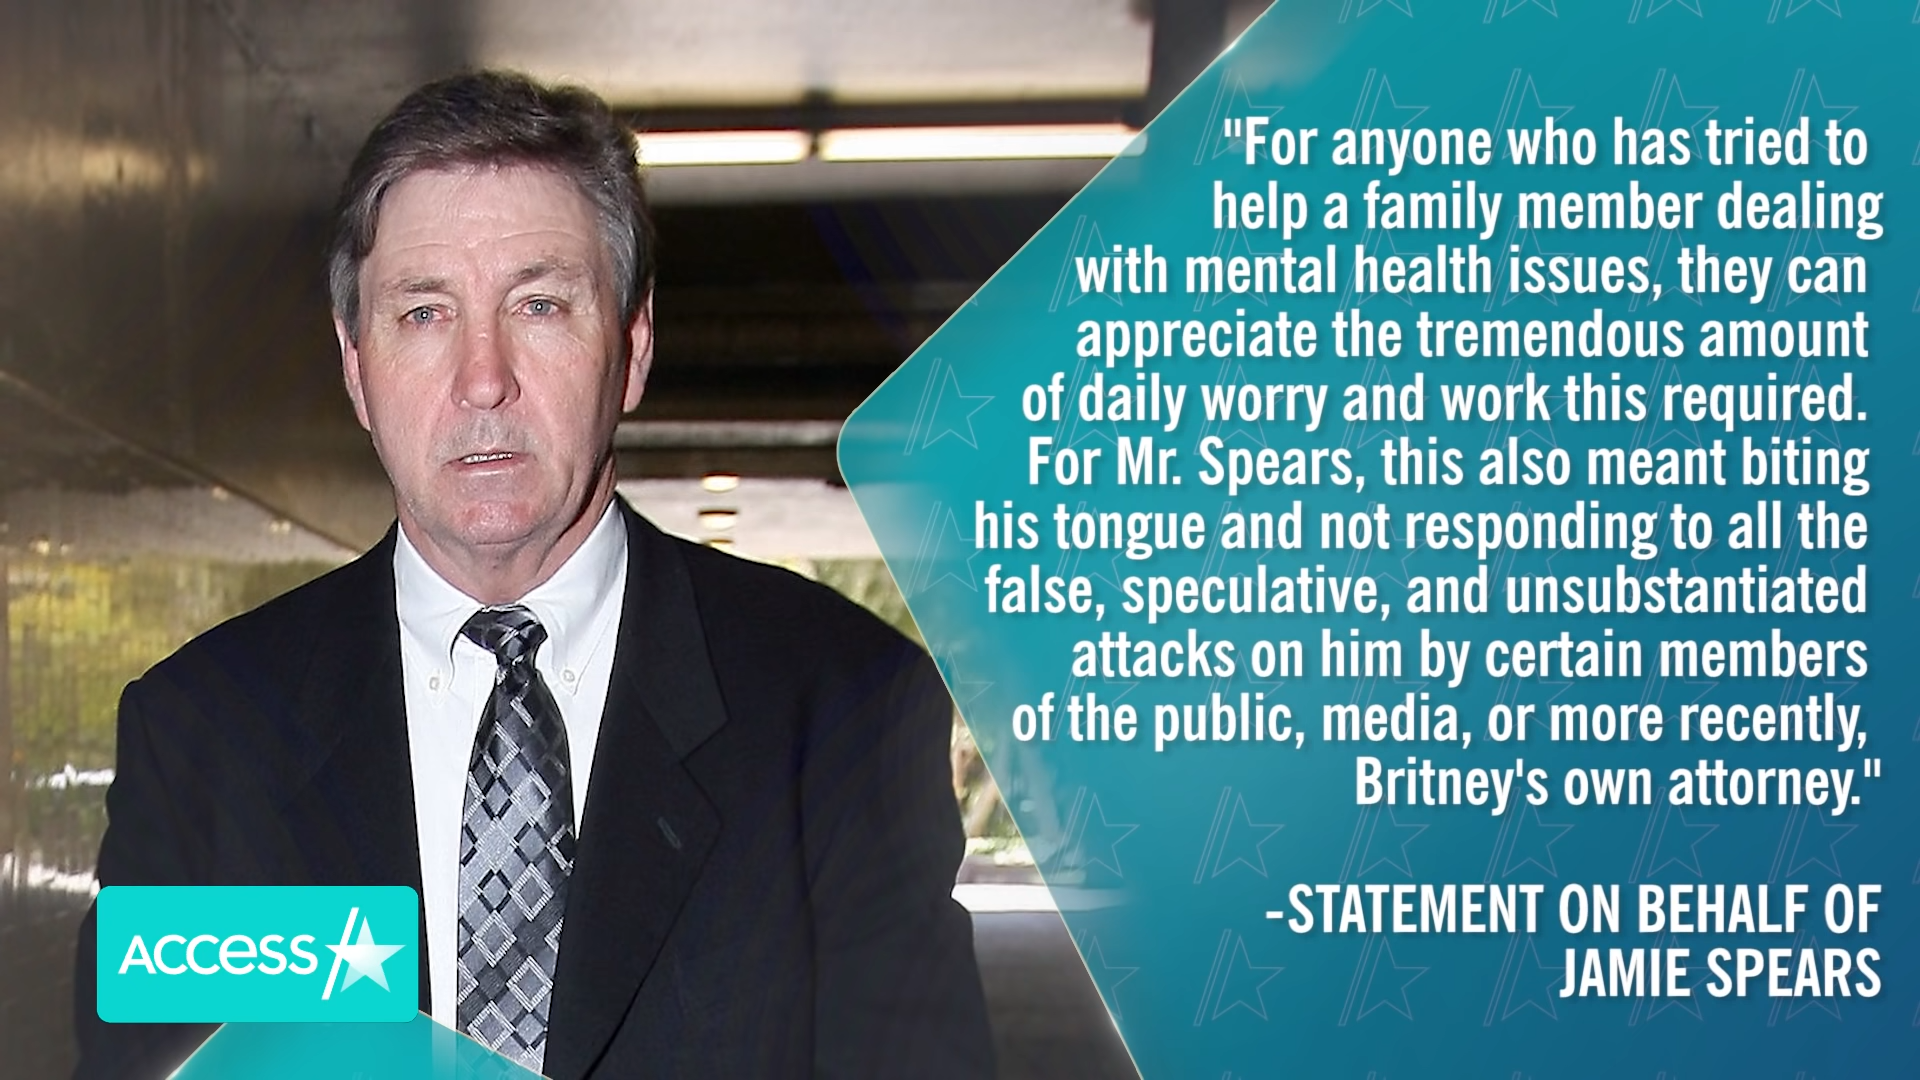 "For anyone who has tried to
help a family member dealing
with mental health issues, they can
appreciate the tremendous amount
of daily worry and work this required.
For Mr. Spears, this also meant biting
his tongue and not responding to all the
false, speculative, and unsubstantiated
attacks on him by certain members
of the public, media, or more recently,
Britney's own attorney."
-STATEMENT ON BEHALF OF
JAMIE SPEARS
ACCESS